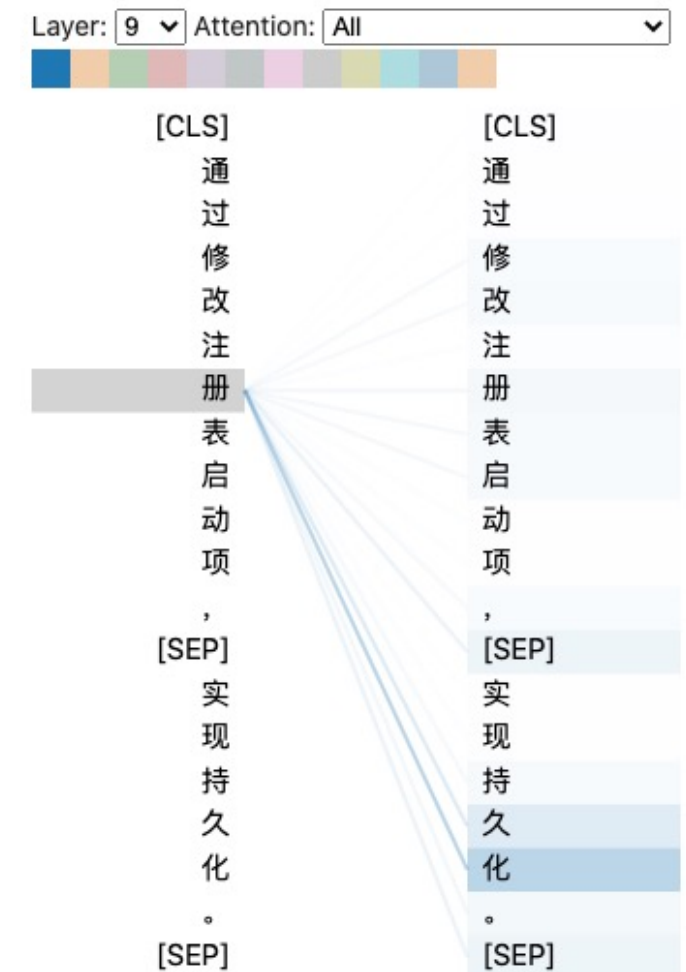 Layer: 9 Attention: All
[CLS] [CLS]
通 通
过 过
修 修
改 改
注 注
册 册
表 表
启 启
动 动
项 项
, ,
[SEP] [SEP]
实 实
现 现
持 持
久 久
化 化
。 。
[SEP] [SEP]